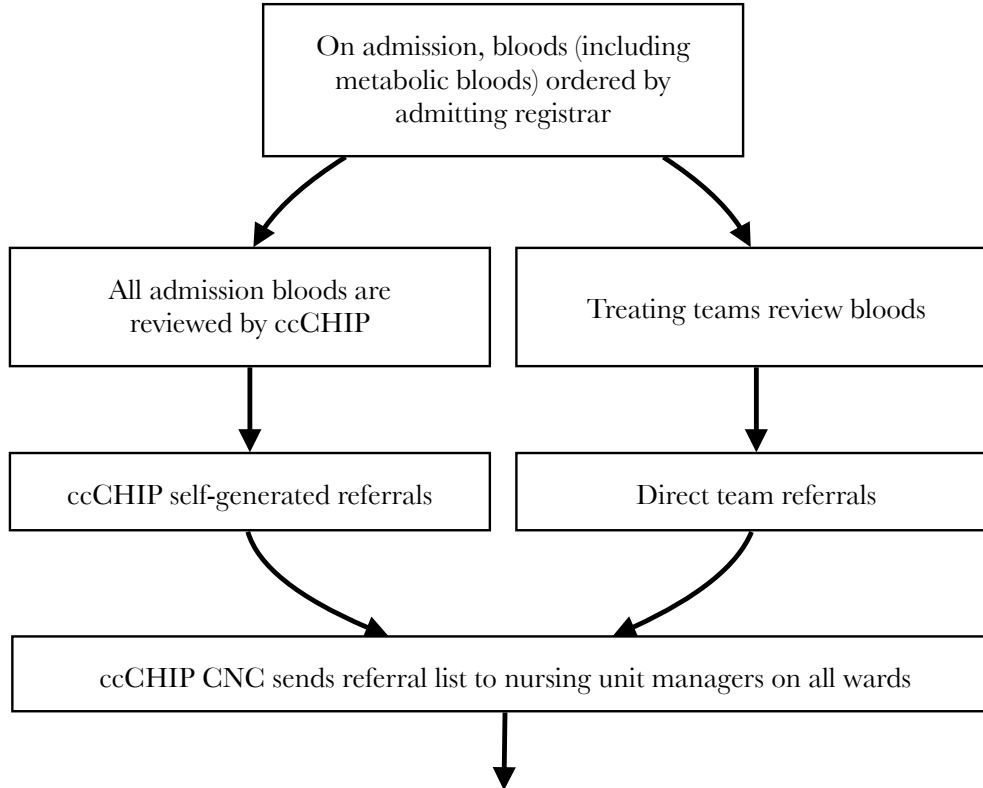 On admission, bloods (including
metabolic bloods) ordered by
admitting registrar
All admission bloods are
reviewed by ccCHIP
Treating teams review bloods
ccCHIP self-generated referrals
Direct team referrals
ccCHIP CNC sends referral list to nursing unit managers on all wards